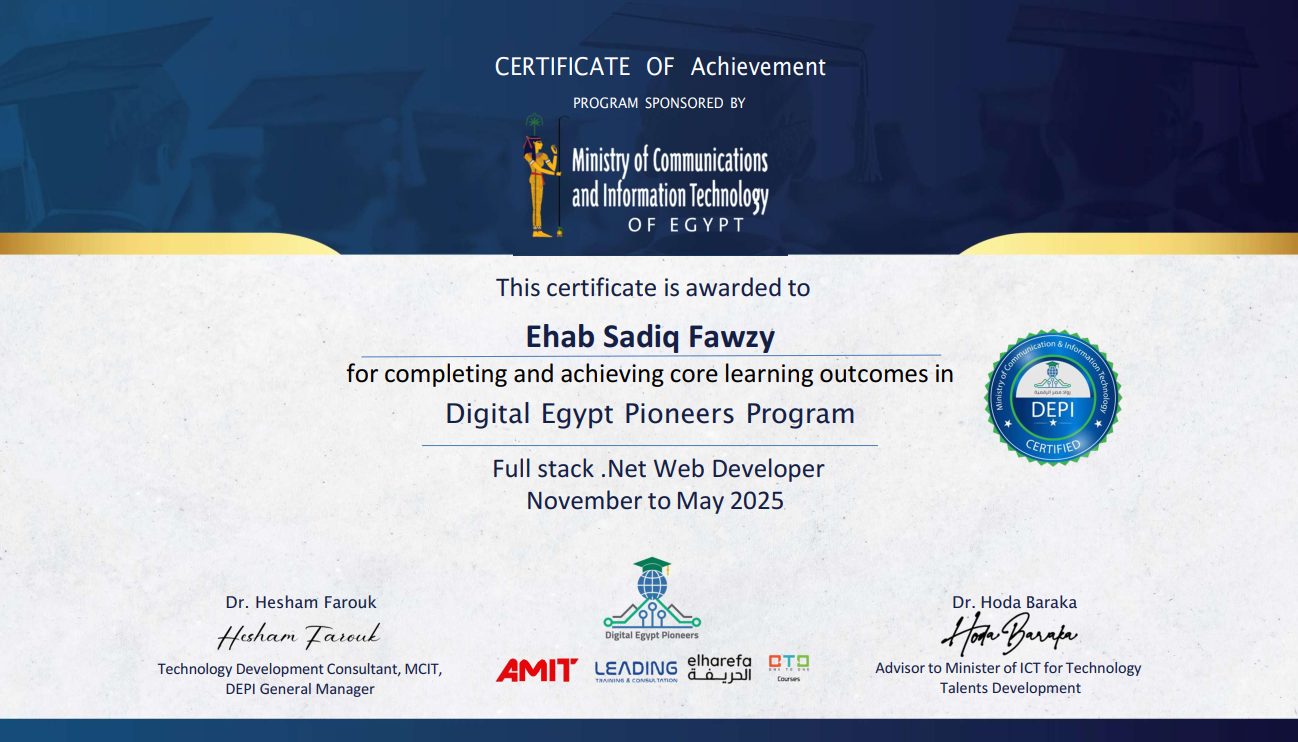 CERTIFICATE OF Achievement
PROGRAM SPONSORED BY
Ministry of Communications
and Information Technology
OF EGYPT
This certificate is awarded to
Ehab Sadiq Fawzy
for completing and achieving core learning outcomes in
Digital Egypt Pioneers Program
Ministry of Communication & Information Technology
رواد مصر الرقمية
DEPI
CERTIFIED
Full stack .Net Web Developer
November to May 2025
Digital Egypt Pioneers
Dr. Hesham Farouk
Hesham Farouk
Technology Development Consultant, MCIT,
DEPI General Manager
AMIT
LEADING
TRAINING & CONSULTATION
elharefa
الحريفة
CTO
ONE TO ONE
Courses
Dr. Hoda Baraka
Hoda Baraka
Advisor to Minister of ICT for Technology
Talents Development